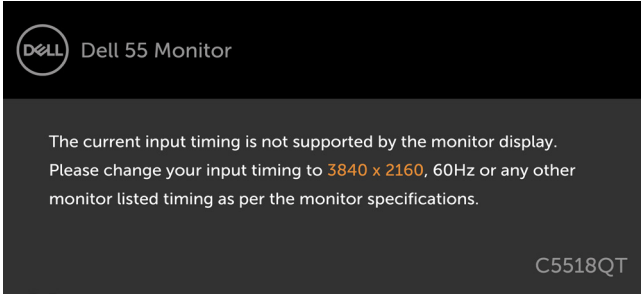 DELL Dell 55 Monitor
The current input timing is not supported by the monitor display.
Please change your input timing to 3840 x 2160, 60Hz or any other
monitor listed timing as per the monitor specifications.
C5518QT